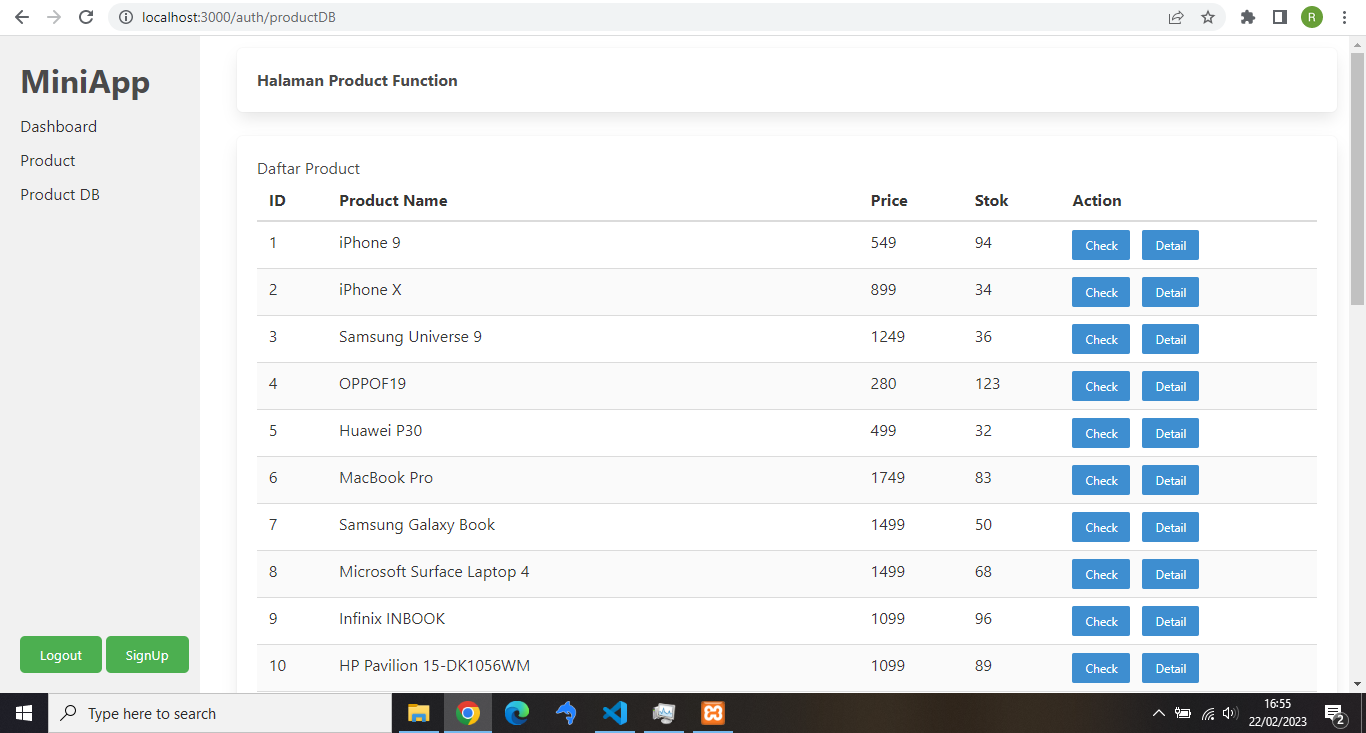 localhost:3000/auth/productDB
R
MiniApp
Dashboard
Product
Product DB
Logout SignUp
Halaman Product Function
Daftar Product
ID Product Name Price Stok Action
1 iPhone 9 549 94 Check Detail
2 iPhone X 899 34 Check Detail
3 Samsung Universe 9 1249 36 Check Detail
4 OPPOF19 280 123 Check Detail
5 Huawei P30 499 32 Check Detail
6 MacBook Pro 1749 83 Check Detail
7 Samsung Galaxy Book 1499 50 Check Detail
8 Microsoft Surface Laptop 4 1499 68 Check Detail
9 Infinix INBOOK 1099 96 Check Detail
10 HP Pavilion 15-DK1056WM 1099 89 Check Detail
Type here to search
16:55
22/02/2023
2